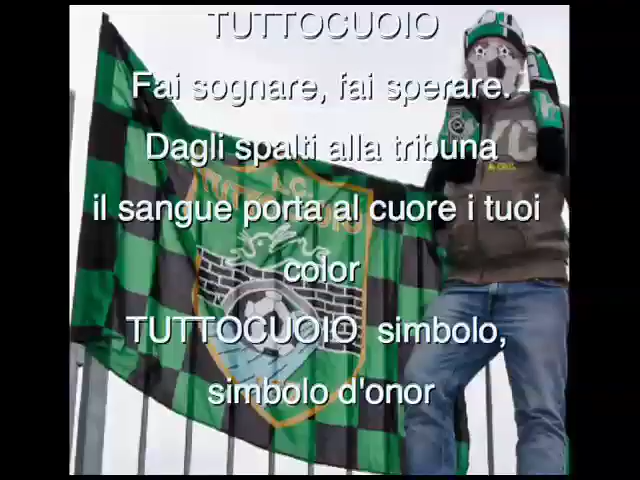 TUTTOCUOIO
Fai sognare, fai sperare.
Dagli spalti alla tribuna
il sangue porta al cuore i tuoi
color
TUTTOCUOIO simbolo,
simbolo d'onor
A.C.
TUTTOCUOIO